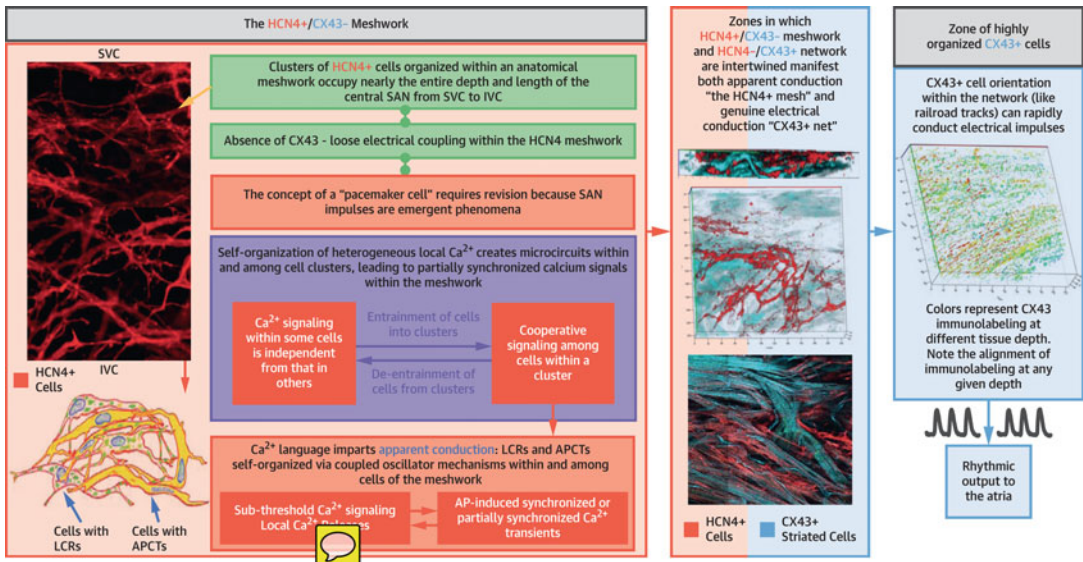 The HCN4+/CX43- Meshwork
SVC
IVC
HCN4+
Cells
Cells with
LCRs
Cells with
APCTs
Clusters of HCN4+ cells organized within an anatomical
meshwork occupy nearly the entire depth and length of the
central SAN from SVC to IVC
Absence of CX43 - loose electrical coupling within the HCN4 meshwork
The concept of a "pacemaker cell" requires revision because SAN
impulses are emergent phenomena
Self-organization of heterogeneous local Ca2+ creates microcircuits within
and among cell clusters, leading to partially synchronized calcium signals
within the meshwork
Ca2+ signaling
within some cells
is independent
from that in
others
Entrainment of cells
into clusters
De-entrainment of
cells from clusters
Cooperative
signaling among
cells within a
cluster
Ca2+ language imparts apparent conduction: LCRs and APCTs
self-organized via coupled oscillator mechanisms within and among
cells of the meshwork
Sub-threshold Ca2+ signaling
Local Ca2+
AP-induced synchronized or
partially synchronized Ca2+
transients
Zones in which
HCN4+/CX43- meshwork
and HCN4-/CX43+ network
are intertwined manifest
both apparent conduction
"the HCN4+ mesh" and
genuine electrical
conduction "CX43+ net"
HCN4+
Cells
CX43+
Striated Cells
Zone of highly
organized CX43+ cells
CX43+ cell orientation
within the network (like
railroad tracks) can rapidly
conduct electrical impulses
Colors represent CX43
immunolabeling at
different tissue depth.
Note the alignment of
immunolabeling at any
given depth
Rhythmic
output to
the atria